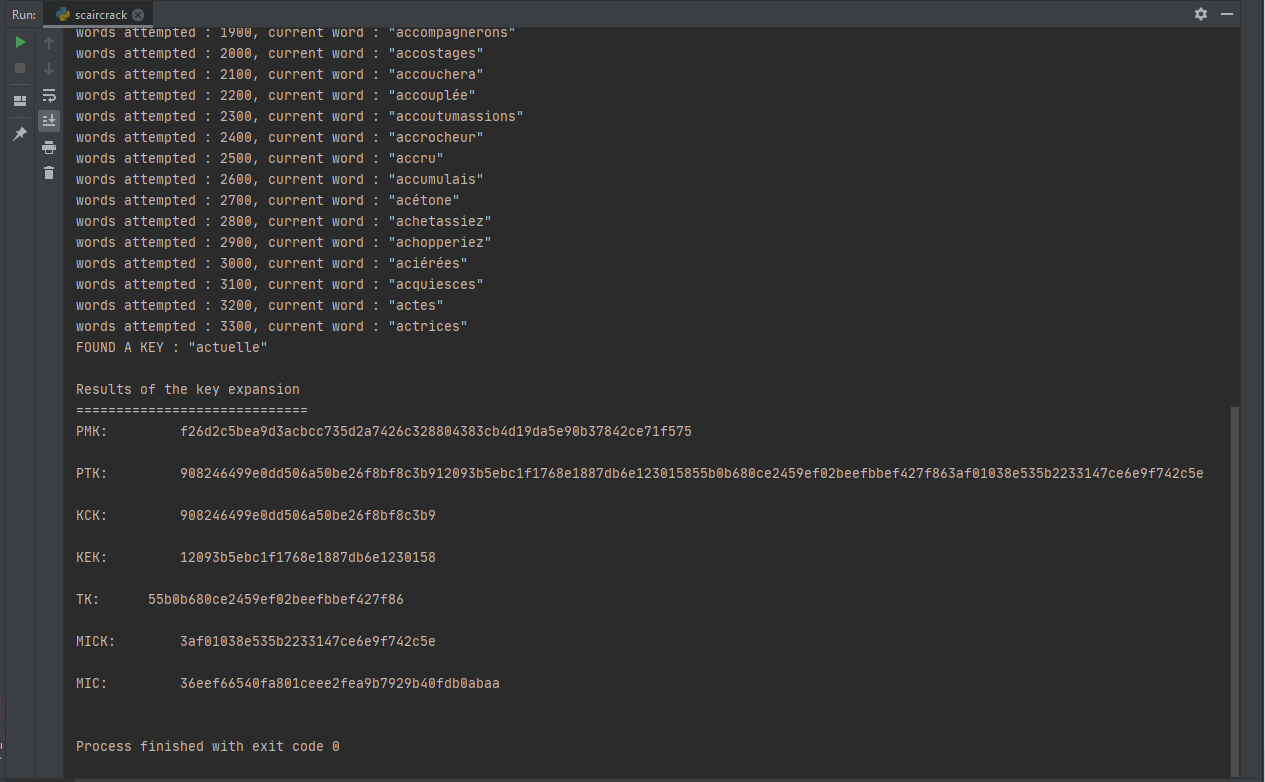 Run: scaircrack
words attempted : 1900, current word : "accompagnerons"
words attempted : 2000, current word : "accostages"
words attempted : 2100, current word : "accouchera"
words attempted : 2200, current word : "accouplée"
words attempted : 2300, current word : "accoutumassions"
words attempted : 2400, current word : "accrocheur"
words attempted : 2500, current word : "accru"
words attempted : 2600, current word : "accumulais"
words attempted : 2700, current word : "acétone"
words attempted : 2800, current word : "achetassiez"
words attempted : 2900, current word : "achopperiez"
words attempted : 3000, current word : "aciérées"
words attempted : 3100, current word : "acquiesces"
words attempted : 3200, current word : "actes"
words attempted : 3300, current word : "actrices"
FOUND A KEY : "actuelle"
Results of the key expansion
=============================
PMK: f26d2c5bea9d3acbcc735d2a7426c328804383cb4d19da5e90b37842ce71f575
PTK: 908246499e0dd506a50be26f8bf8c3b912093b5ebc1f1768e1887db6e123015855b0b680ce2459ef02beefbbef427f863af01038e535b2233147ce6e9f742c5e
KCK: 908246499e0dd506a50be26f8bf8c3b9
KEK: 12093b5ebc1f1768e1887db6e1230158
TK: 55b0b680ce2459ef02beefbbef427f86
MICK: 3af01038e535b2233147ce6e9f742c5e
MIC: 36eef66540fa801ceee2fea9b7929b40fdb0abaa
Process finished with exit code 0